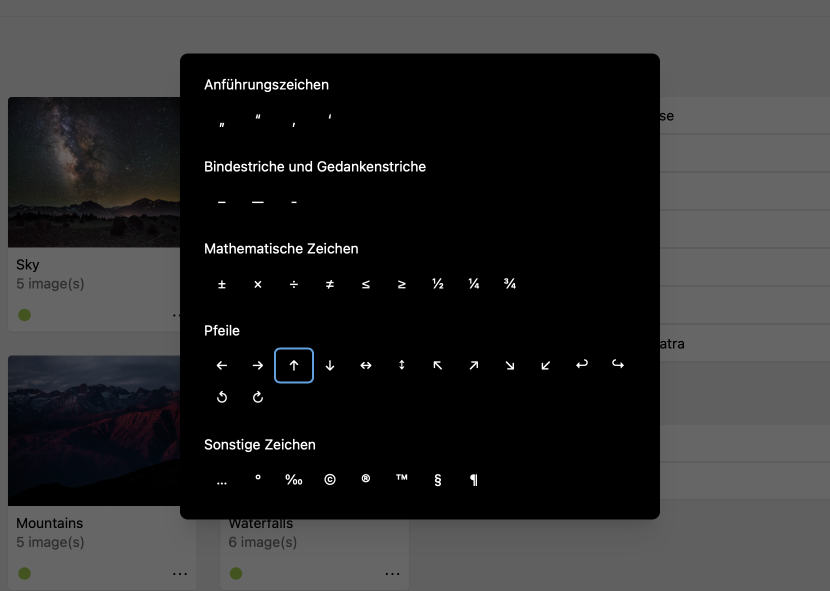 Anführungszeichen
„ “ ‚ ‘
Bindestriche und Gedankenstriche
– — -
Mathematische Zeichen
± × ÷ ≠ ≤ ≥ ½ ¼ ¾
Pfeile
← → ↑ ↓ ↔ ↕ ↖ ↗ ↘ ↙ ↩ ↪
↺ ↻
Sonstige Zeichen
… ° ‰ © ® ™ § ¶
Sky
5 image(s)
Mountains
5 image(s)
···
Waterfalls
6 image(s)
···
se
atra